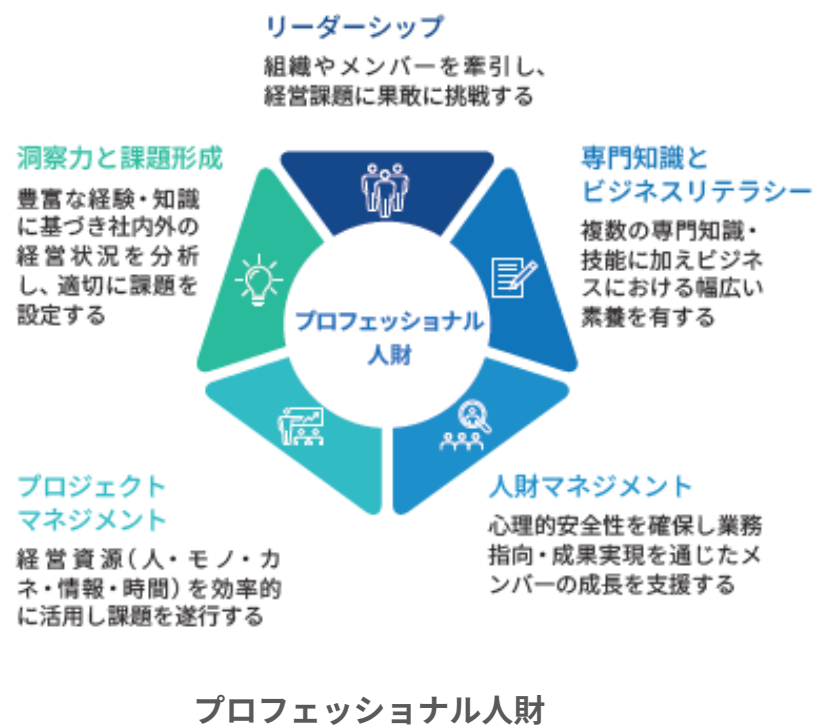 リーダーシップ
組織やメンバーを牽引し、
経営課題に果敢に挑戦する
洞察力と課題形成
豊富な経験・知識
に基づき社内外の
経営状況を分析
し、適切に課題を
設定する
専門知識と
ビジネスリテラシー
複数の専門知識・
技能に加えビジネ
スにおける幅広い
素養を有する
プロフェッショナル
人財
プロジェクト
マネジメント
経営資源(人・モノ・カ
ネ・情報・時間)を効率的
に活用し課題を遂行する
人財マネジメント
心理的安全性を確保し業務
指向・成果実現を通じたメ
ンバーの成長を支援する
プロフェッショナル人財